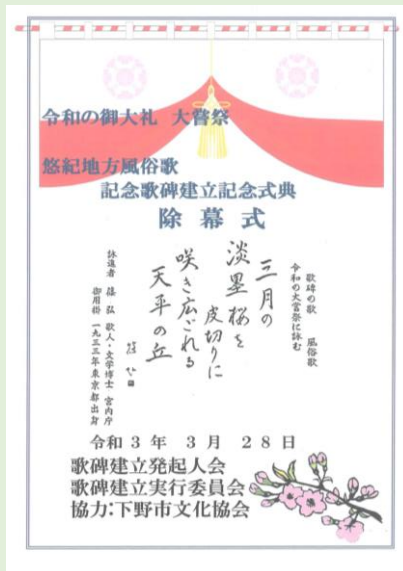 令和の御大礼 大嘗祭
悠紀地方風俗歌
記念歌碑建立記念式典
除幕式
歌碑の歌 風俗歌
令和の大嘗祭に詠む
三月の
淡墨桜を
皮切りに
咲き広ごれる
天平の丘
詠進者 篠弘 歌人・文学博士 宮内庁
御用掛 一九三三年東京都出身
令和3年 3月 28日
歌碑建立発起人会
歌碑建立実行委員会
協力:下野市文化協会